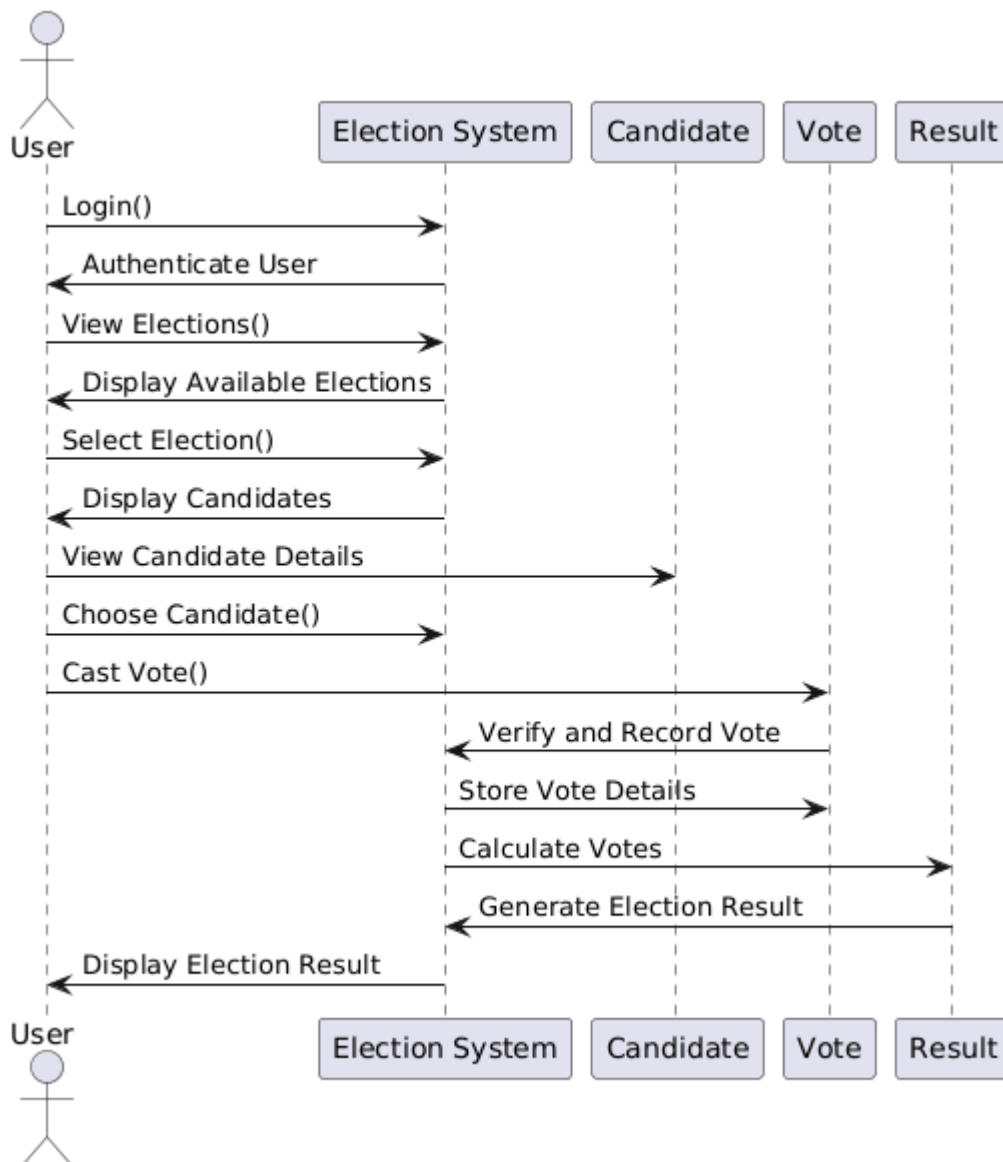 User
Election System
Candidate
Vote
Result
Login()
Authenticate User
View Elections()
Display Available Elections
Select Election()
Display Candidates
View Candidate Details
Choose Candidate()
Cast Vote()
Verify and Record Vote
Store Vote Details
Calculate Votes
Generate Election Result
Display Election Result
User
Election System
Candidate
Vote
Result